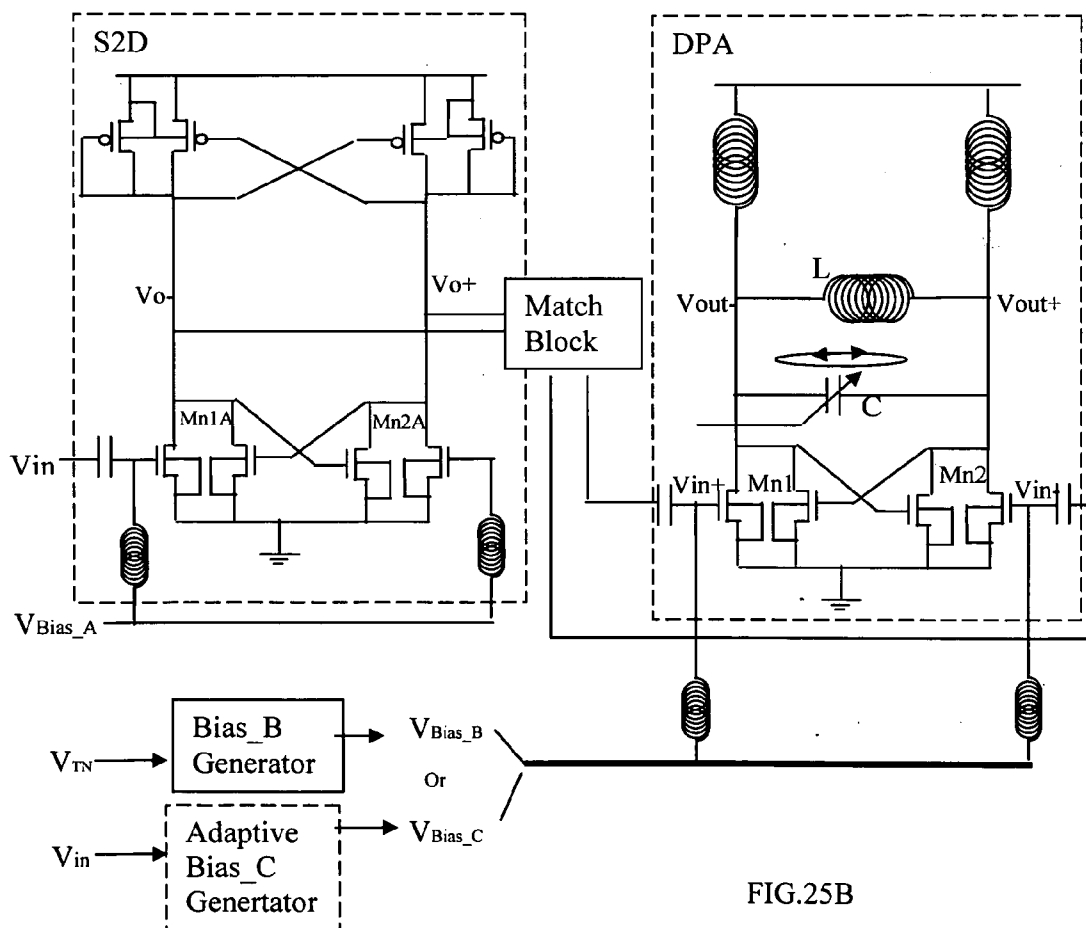 S2D
DPA
Vo-
Vo+
Match
Block
L
Vout-
Vout+
C
Mn1A
Mn2A
Vin
Vin+
Mn1
Mn2
Vin-
VBias_A
Bias_B
Generator
VTN
VBias_B
Or
Adaptive
Bias_C
Genertator
Vin
VBias_C
FIG.25B